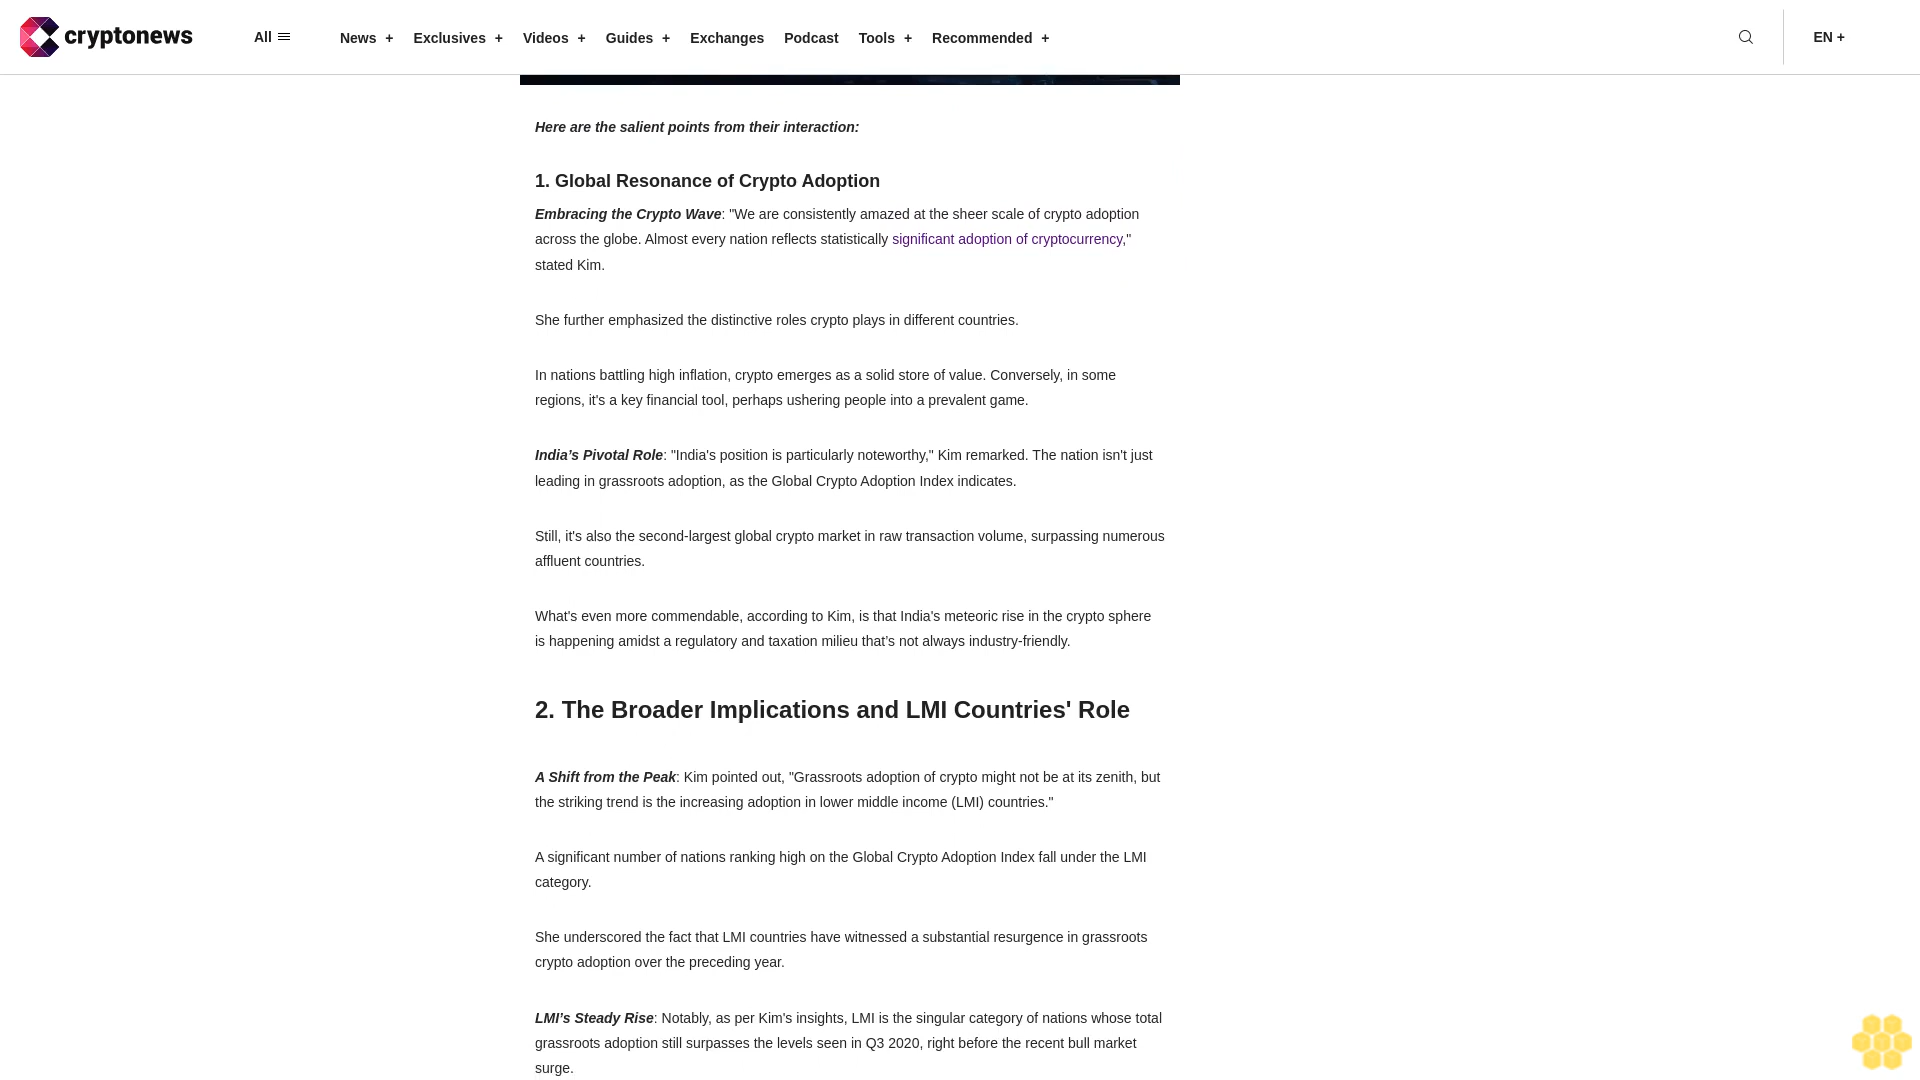 cryptonews All News + Exclusives + Videos + Guides + Exchanges Podcast Tools + Recommended + EN +
Here are the salient points from their interaction:
1. Global Resonance of Crypto Adoption
Embracing the Crypto Wave: "We are consistently amazed at the sheer scale of crypto adoption
across the globe. Almost every nation reflects statistically significant adoption of cryptocurrency,"
stated Kim.
She further emphasized the distinctive roles crypto plays in different countries.
In nations battling high inflation, crypto emerges as a solid store of value. Conversely, in some
regions, it's a key financial tool, perhaps ushering people into a prevalent game.
India’s Pivotal Role: "India's position is particularly noteworthy," Kim remarked. The nation isn't just
leading in grassroots adoption, as the Global Crypto Adoption Index indicates.
Still, it's also the second-largest global crypto market in raw transaction volume, surpassing numerous
affluent countries.
What's even more commendable, according to Kim, is that India's meteoric rise in the crypto sphere
is happening amidst a regulatory and taxation milieu that’s not always industry-friendly.
2. The Broader Implications and LMI Countries' Role
A Shift from the Peak: Kim pointed out, "Grassroots adoption of crypto might not be at its zenith, but
the striking trend is the increasing adoption in lower middle income (LMI) countries."
A significant number of nations ranking high on the Global Crypto Adoption Index fall under the LMI
category.
She underscored the fact that LMI countries have witnessed a substantial resurgence in grassroots
crypto adoption over the preceding year.
LMI’s Steady Rise: Notably, as per Kim's insights, LMI is the singular category of nations whose total
grassroots adoption still surpasses the levels seen in Q3 2020, right before the recent bull market
surge.